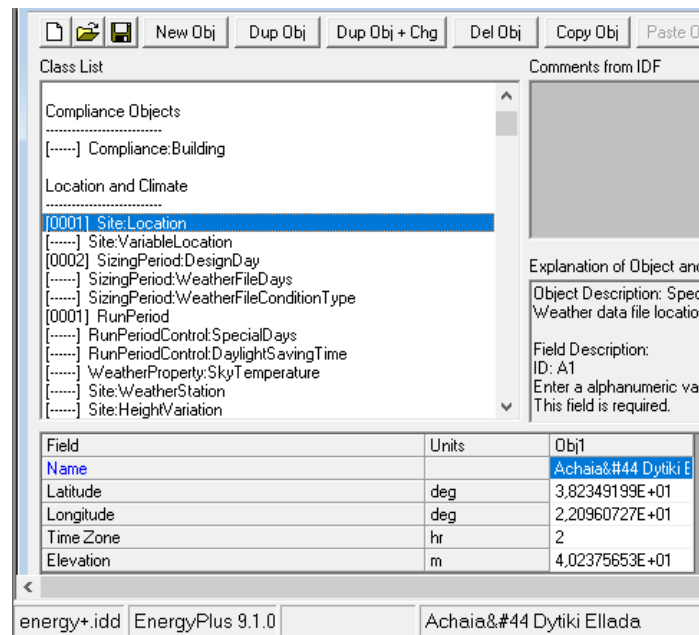 New Obj Dup Obj Dup Obj + Chg Del Obj Copy Obj Paste
Class List
Comments from IDF
Compliance Objects
---------------------------
[------] Compliance:Building
Location and Climate
---------------------------
[0001] Site:Location
[------] Site:VariableLocation
[0002] SizingPeriod:DesignDay
[------] SizingPeriod:WeatherFileDays
[------] SizingPeriod:WeatherFileConditionType
[0001] RunPeriod
[------] RunPeriodControl:SpecialDays
[------] RunPeriodControl:DaylightSavingTime
[------] WeatherProperty:SkyTemperature
[------] Site:WeatherStation
[------] Site:HeightVariation
Explanation of Object
Object Description:
Weather data file
Field Description:
ID: A1
Enter a alphanumeric
This field is required.
Field Units Obj1
Name Achaia&#44 Dytiki
Latitude deg 3,82349199E+01
Longitude deg 2,20960727E+01
Time Zone hr 2
Elevation m 4,02375653E+01
energy+.idd EnergyPlus 9.1.0 Achaia&#44 Dytiki Ellada